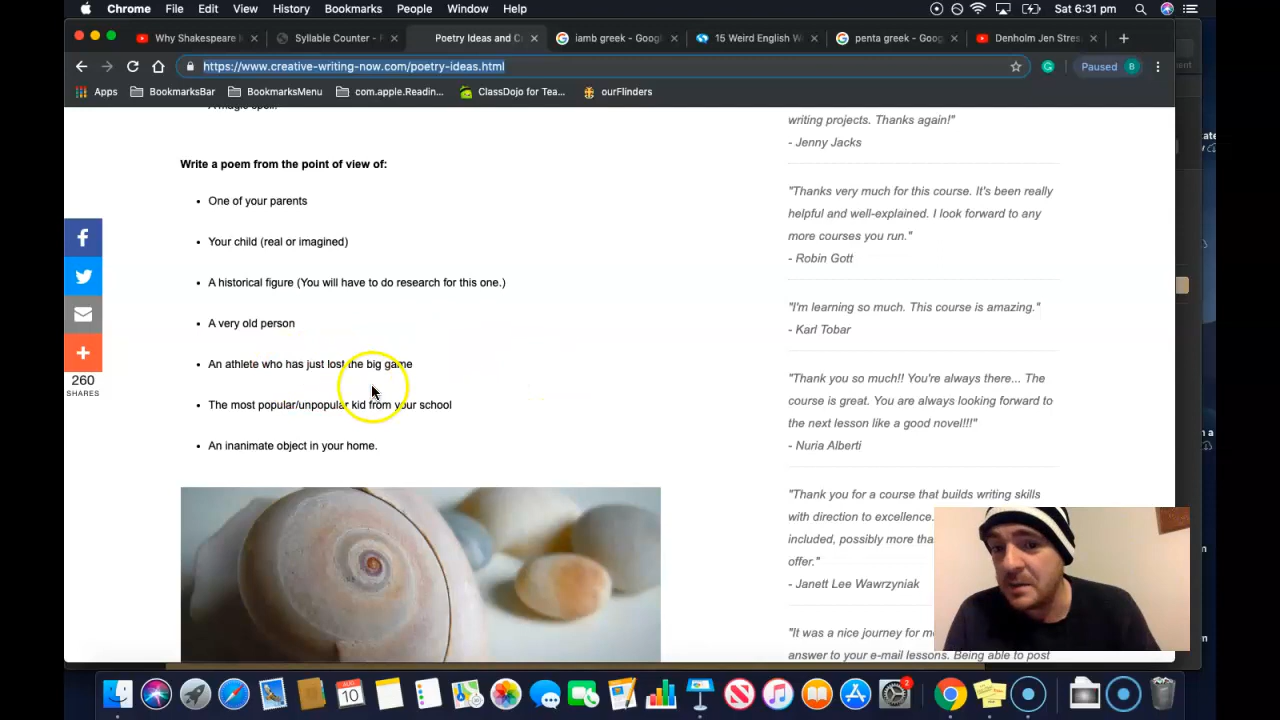 Chrome File Edit View History Bookmarks People Window Help Sat 6:31 pm
Why Shakespeare
Syllable Counter -
Poetry Ideas and C
iamb greek - Googl
15 Weird English W
penta greek - Goog
Denholm Jen Stres
https://www.creative-writing-now.com/poetry-ideas.html
Paused B
Apps BookmarksBar BookmarksMenu com.apple.Readin... ClassDojo for Tea... ourFlinders
A magic spell.
Write a poem from the point of view of:
• One of your parents
• Your child (real or imagined)
• A historical figure (You will have to do research for this one.)
• A very old person
• An athlete who has just lost the big game
• The most popular/unpopular kid from your school
• An inanimate object in your home.
260
SHARES
writing projects. Thanks again!"
- Jenny Jacks
"Thanks very much for this course. It's been really
helpful and well-explained. I look forward to any
more courses you run."
- Robin Gott
"I'm learning so much. This course is amazing."
- Karl Tobar
"Thank you so much!! You're always there... The
course is great. You are always looking forward to
the next lesson like a good novel!!!"
- Nuria Alberti
"Thank you for a course that builds writing skills
with direction to excellence.
included, possibly more tha
offer."
- Janett Lee Wawrzyniak
"It was a nice journey for m
answer to your e-mail lessons. Being able to post
AUG
10
2